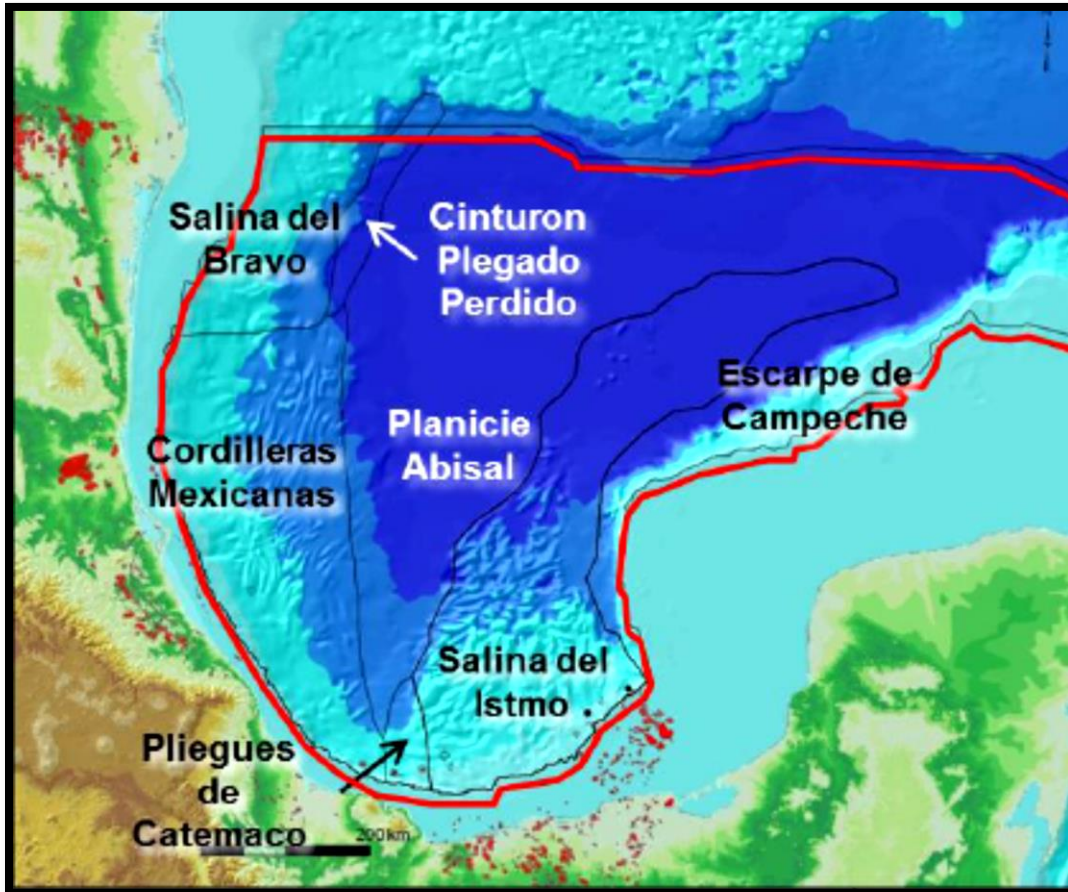 Salina del
Bravo
Cinturon
Plegado
Perdido
Escarpe de
Campeche
Planicie
Abisal
Cordilleras
Mexicanas
Salina del
Istmo
Pliegues
de
Catemaco
200km